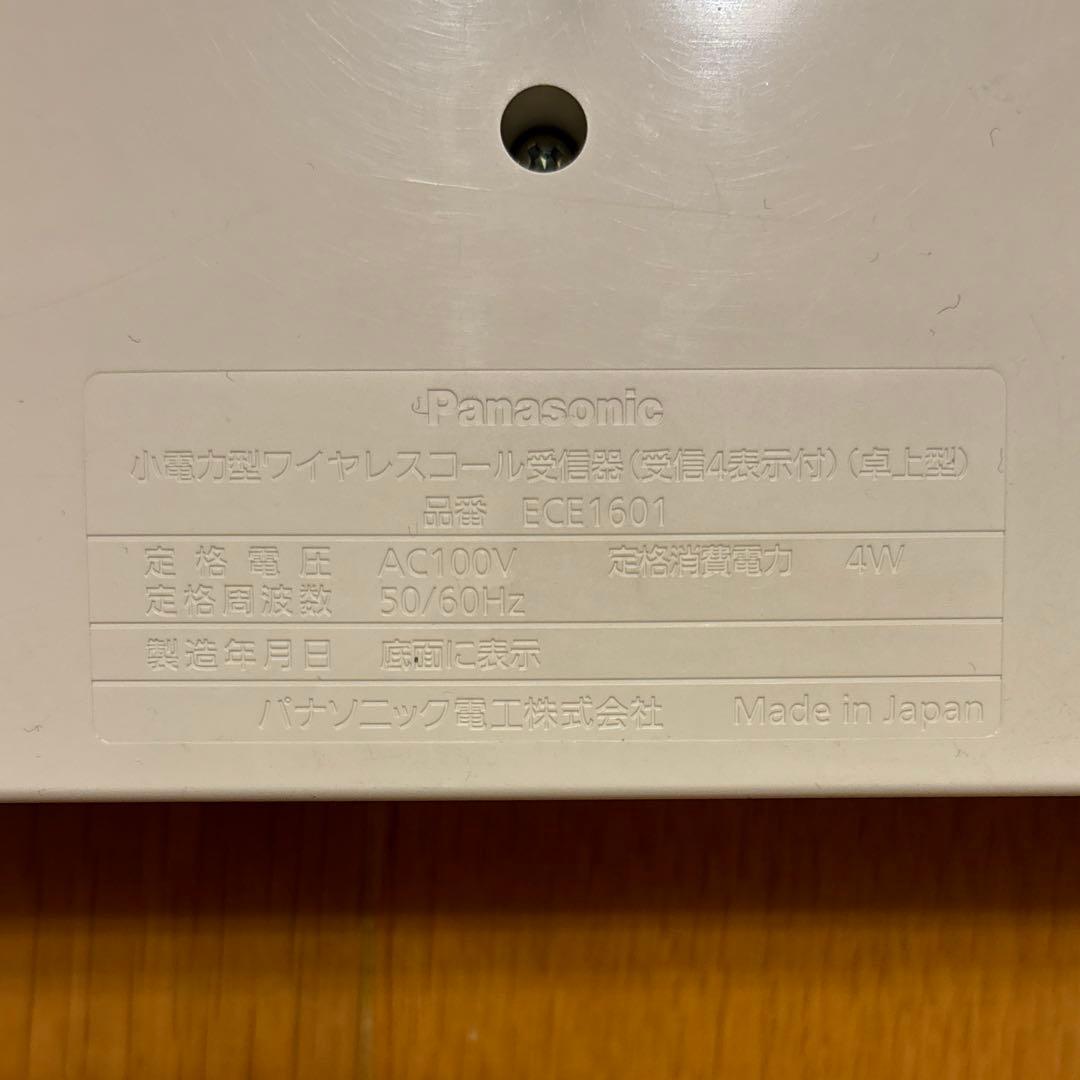 Panasonic
小電力型ワイヤレスコール受信器(受信4表示付)(卓上型)
品番 ECE1601
定格電圧 AC100V 定格消費電力 4W
定格周波数 50/60Hz
製造年月日 底面に表示
パナソニック電工株式会社 Made in Japan